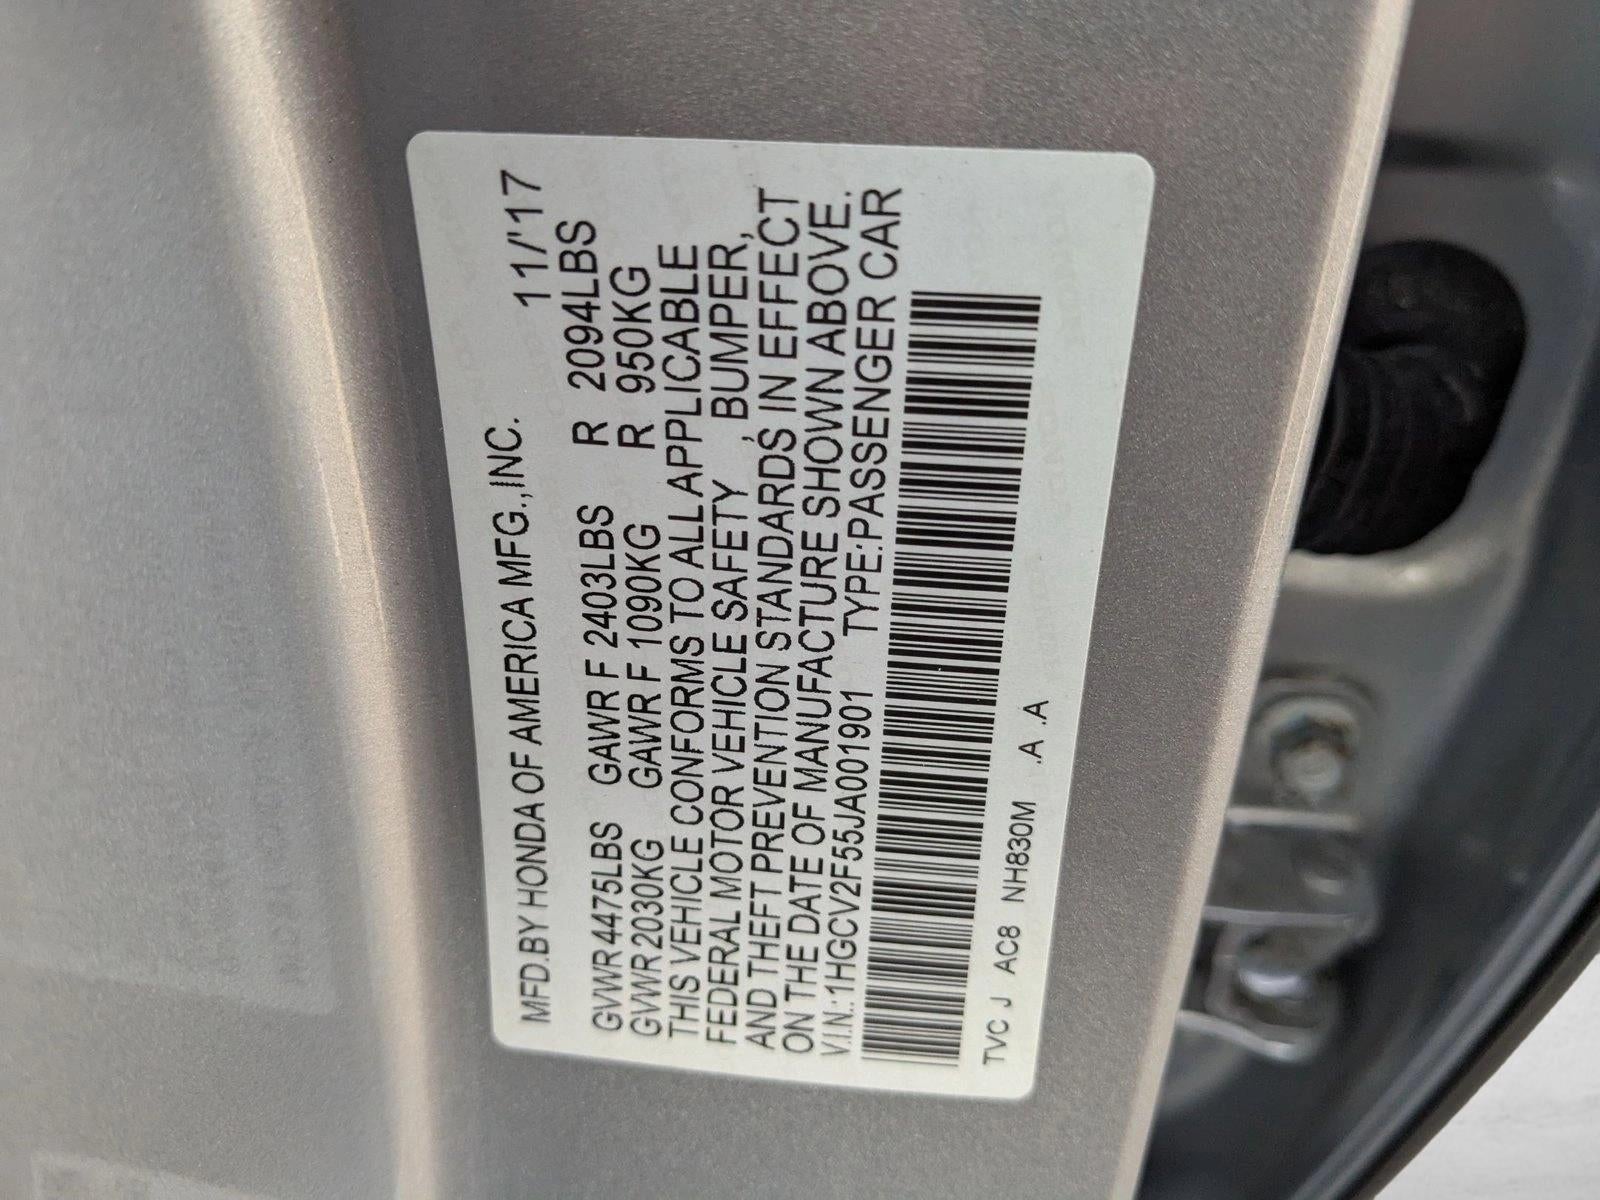 MFD.BY HONDA OF AMERICA MFG.,INC. 11/'17
GVWR 4475LBS GAWR F 2403LBS R 2094LBS
GVWR 2030KG GAWR F 1090KG R 950KG
THIS VEHICLE CONFORMS TO ALL APPLICABLE
FEDERAL MOTOR VEHICLE SAFETY, BUMPER,
AND THEFT PREVENTION STANDARDS IN EFFECT
ON THE DATE OF MANUFACTURE SHOWN ABOVE.
V.I.N.:1HGCV2F55JA001901 TYPE:PASSENGER CAR
TVC J AC8 NH830M .A .A